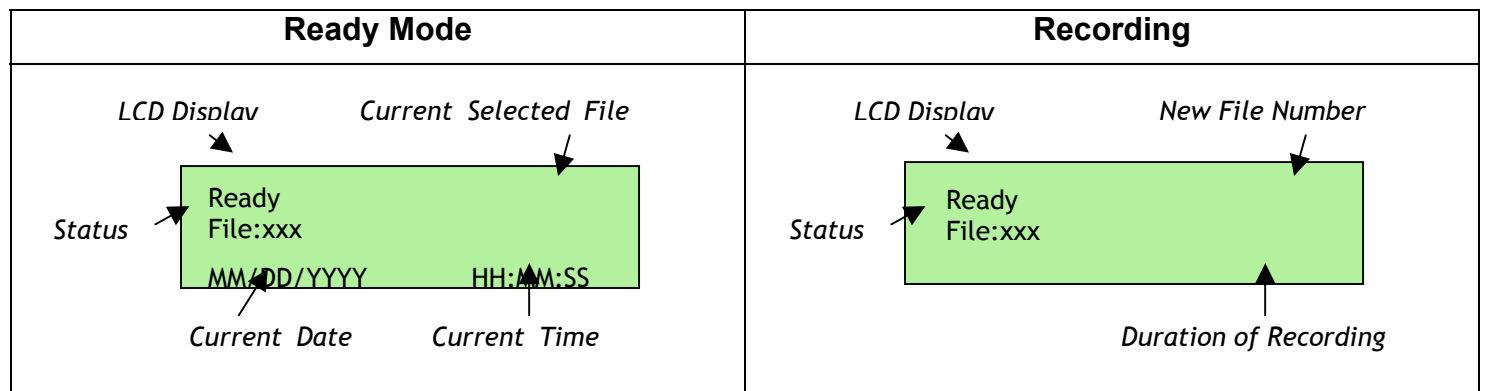 Ready Mode
Recording
LCD Display
Current Selected File
Ready
File:xxx
Status
MM/DD/YYYY HH:MM:SS
Current Date
Current Time
LCD Display
New File Number
Ready
File:xxx
Status
Duration of Recording